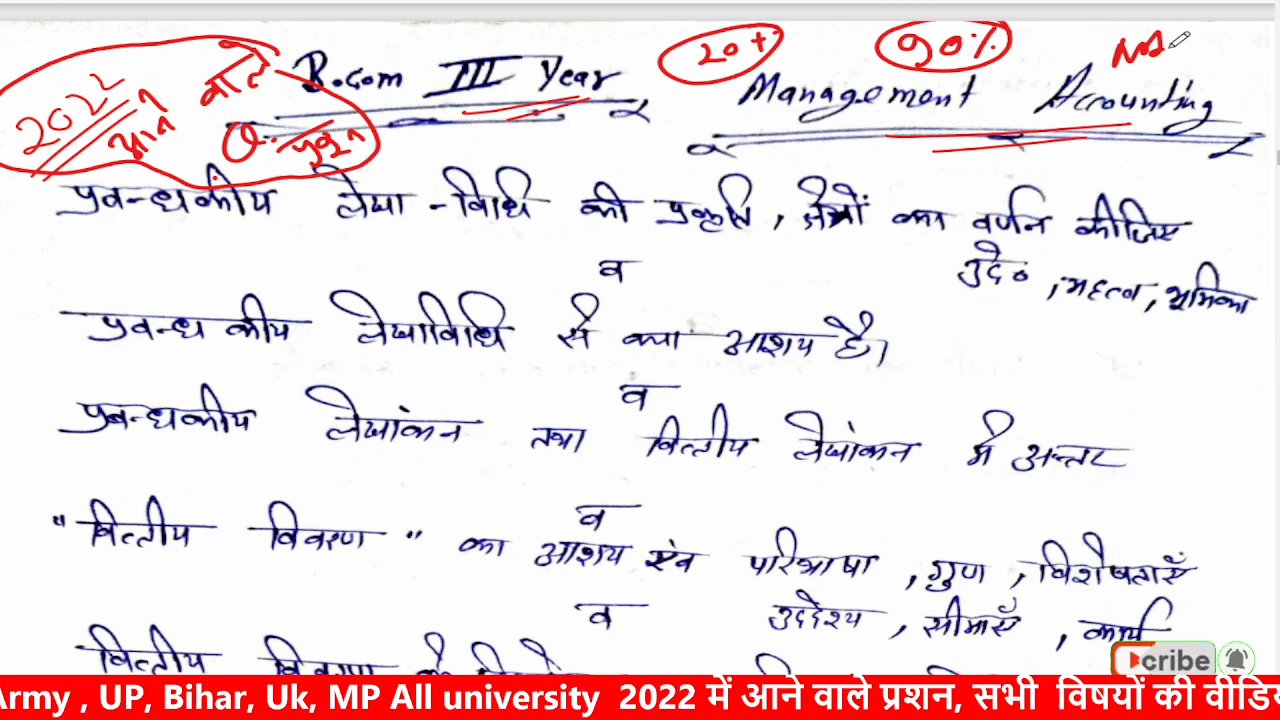 2022 आने वाले Q. प्रश्न
B.com III Year
20+
90%
Management Accounting
प्रबन्धकीय लेखा-विधि की प्रकृति, क्षेत्रों का वर्णन कीजिए
व
उद्दे०, महत्व, भूमिका
प्रबन्धकीय लेखाविधि से क्या आशय है।
व
प्रबन्धकीय लेखांकन तथा वित्तीय लेखांकन में अन्तर
व
"वित्तीय विवरण" का आशय एंव परिभाषा, गुण, विशेषताएँ
व
उद्देश्य, सीमाएँ, कार्य
वित्तीय विवरण के
cribe
Army , UP, Bihar, Uk, MP All university 2022 में आने वाले प्रशन, सभी विषयों की वीडि